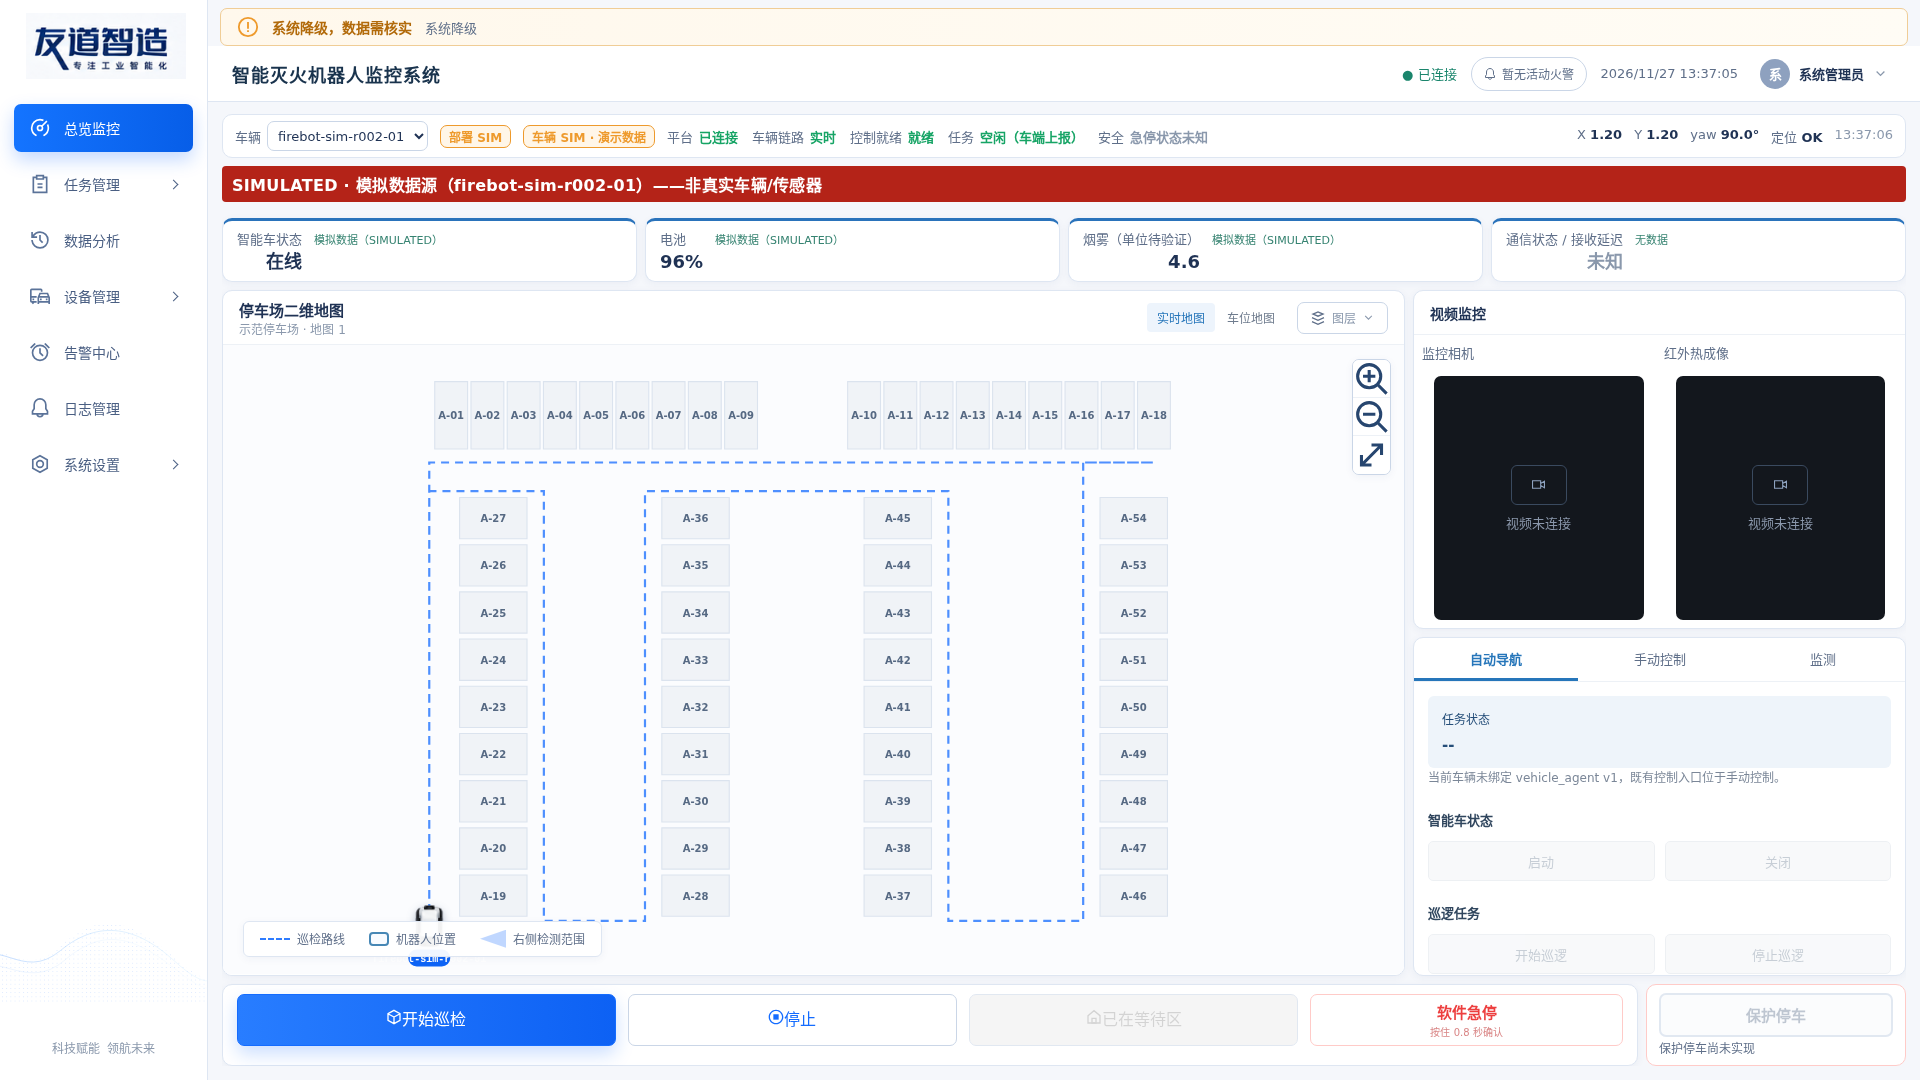 友道智造
专注工业智能化
总览监控
任务管理
数据分析
设备管理
告警中心
日志管理
系统设置
科技赋能 领航未来
系统降级，数据需核实 系统降级
智能灭火机器人监控系统
已连接 暂无活动火警 2026/11/27 13:37:05 系 系统管理员
车辆 firebot-sim-r002-01 部署 SIM 车辆 SIM · 演示数据 平台 已连接 车辆链路 实时 控制就绪 就绪 任务 空闲（车端上报） 安全 急停状态未知 X 1.20 Y 1.20 yaw 90.0° 定位 OK 13:37:06
SIMULATED · 模拟数据源（firebot-sim-r002-01）——非真实车辆/传感器
智能车状态 模拟数据（SIMULATED）
在线
电池 模拟数据（SIMULATED）
96%
烟雾（单位待验证） 模拟数据（SIMULATED）
4.6
通信状态 / 接收延迟 无数据
未知
停车场二维地图
示范停车场 · 地图 1
实时地图 车位地图 图层
A-01 A-02 A-03 A-04 A-05 A-06 A-07 A-08 A-09 A-10 A-11 A-12 A-13 A-14 A-15 A-16 A-17 A-18
A-27 A-36 A-45 A-54
A-26 A-35 A-44 A-53
A-25 A-34 A-43 A-52
A-24 A-33 A-42 A-51
A-23 A-32 A-41 A-50
A-22 A-31 A-40 A-49
A-21 A-30 A-39 A-48
A-20 A-29 A-38 A-47
A-19 A-28 A-37 A-46
巡检路线 机器人位置 右侧检测范围
视频监控
监控相机 红外热成像
视频未连接 视频未连接
自动导航 手动控制 监测
任务状态
--
当前车辆未绑定 vehicle_agent v1，既有控制入口位于手动控制。
智能车状态
启动 关闭
巡逻任务
开始巡逻 停止巡逻
开始巡检 停止 已在等待区 软件急停
按住 0.8 秒确认
保护停车
保护停车尚未实现